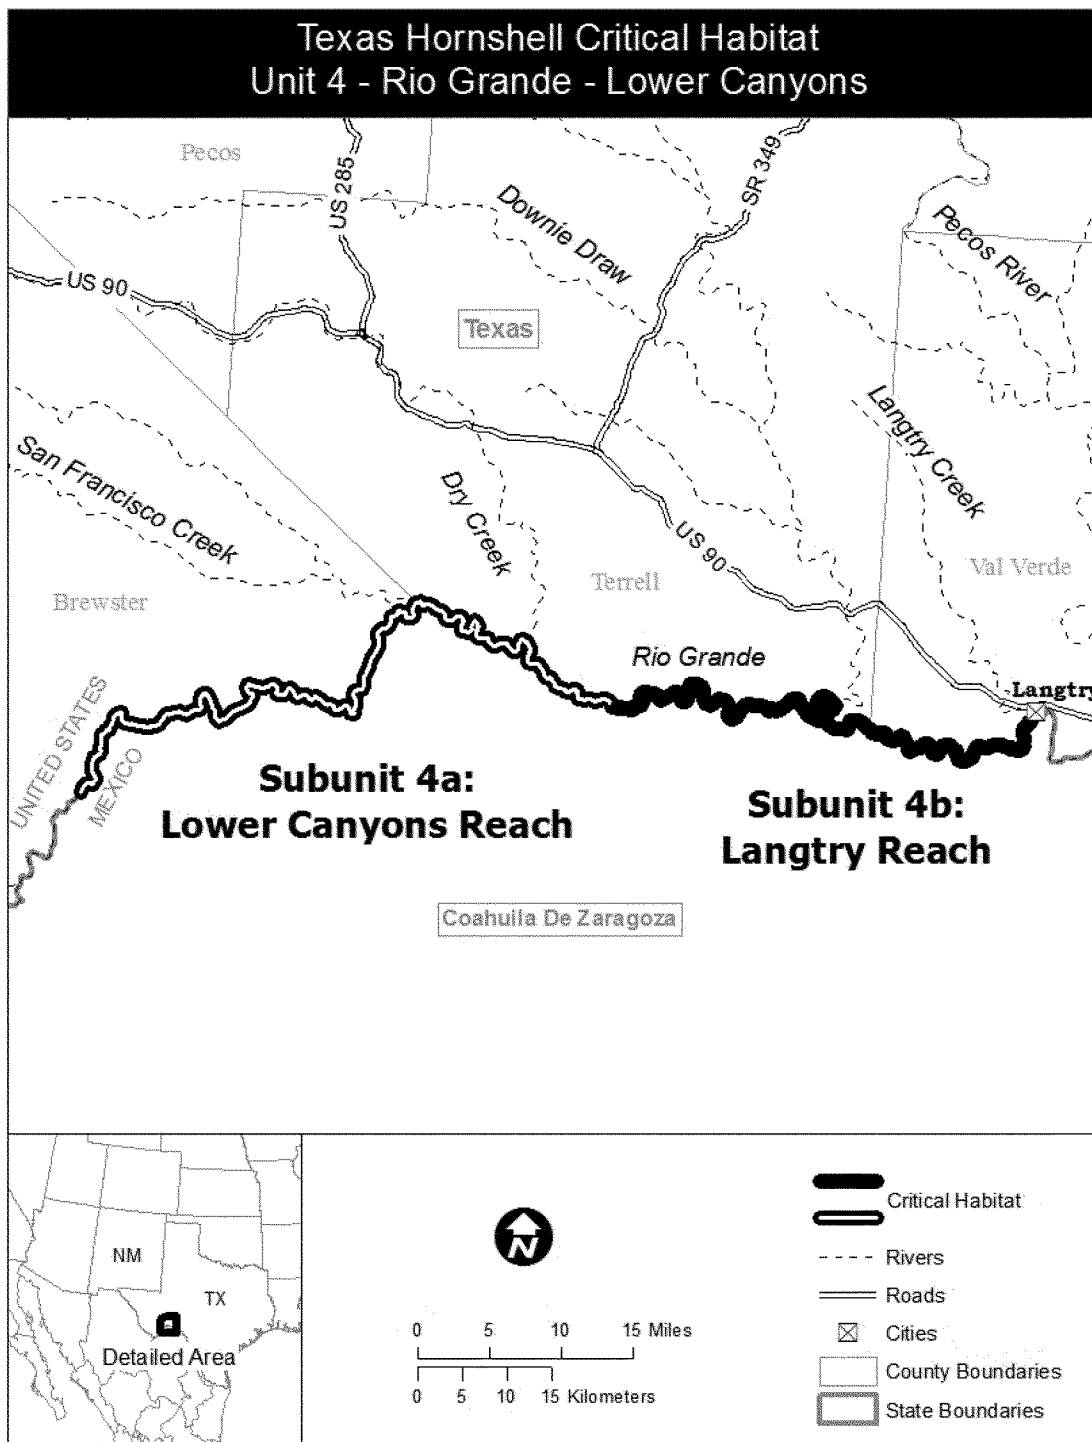 Texas Hornshell Critical Habitat
Unit 4 - Rio Grande - Lower Canyons
Pecos
US 285
SR 349
Downie Draw
Pecos River
US 90
Texas
Langtry Creek
San Francisco Creek
Dry Creek
US 90
Val Verde
Terrell
Brewster
Rio Grande
Langtry
UNITED STATES
MEXICO
Subunit 4a:
Lower Canyons Reach
Subunit 4b:
Langtry Reach
Coahuila De Zaragoza
NM
TX
Detailed Area
N
0 5 10 15 Miles
0 5 10 15 Kilometers
Critical Habitat
Rivers
Roads
Cities
County Boundaries
State Boundaries